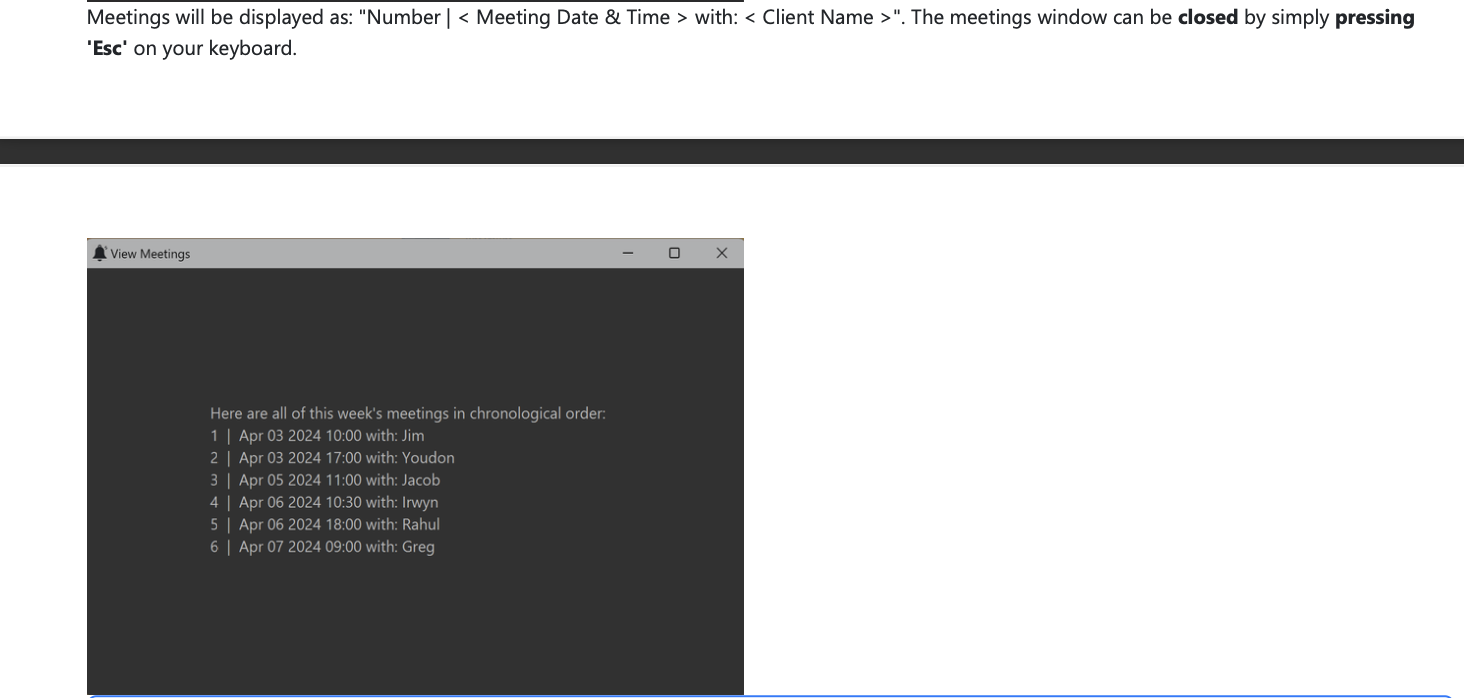 Meetings will be displayed as: "Number | < Meeting Date & Time > with: < Client Name >". The meetings window can be closed by simply pressing
'Esc' on your keyboard.
View Meetings
Here are all of this week's meetings in chronological order:
1 | Apr 03 2024 10:00 with: Jim
2 | Apr 03 2024 17:00 with: Youdon
3 | Apr 05 2024 11:00 with: Jacob
4 | Apr 06 2024 10:30 with: Irwyn
5 | Apr 06 2024 18:00 with: Rahul
6 | Apr 07 2024 09:00 with: Greg